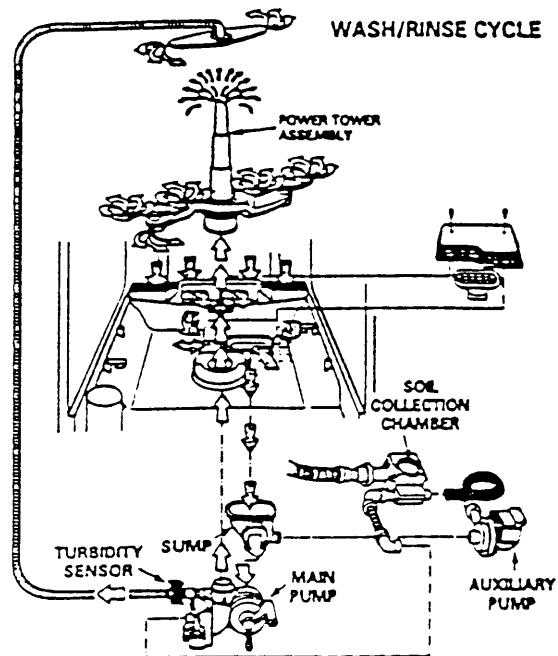 WASH/RINSE CYCLE
POWER TOWER
ASSEMBLY
SOIL
COLLECTION
CHAMBER
SUMP
TURBIDITY
SENSOR
MAIN
PUMP
AUXILIARY
PUMP